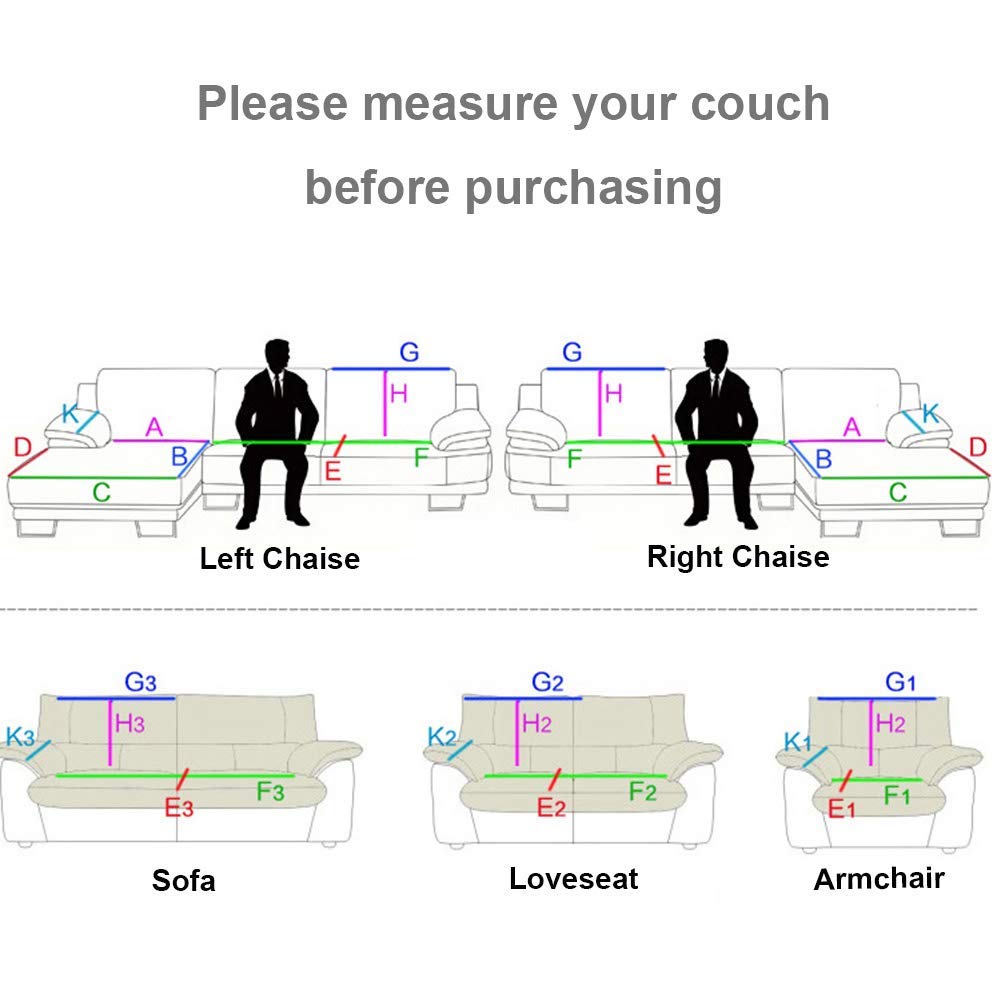 Please measure your couch
before purchasing
G
G
K
H
H
K
A
A
D
B
F
F
B
D
E
E
C
C
Left Chaise
Right Chaise
G3
G2
G1
K3
H3
K2
H2
K1
H2
E3
F3
E2
F2
E1
F1
Sofa
Loveseat
Armchair